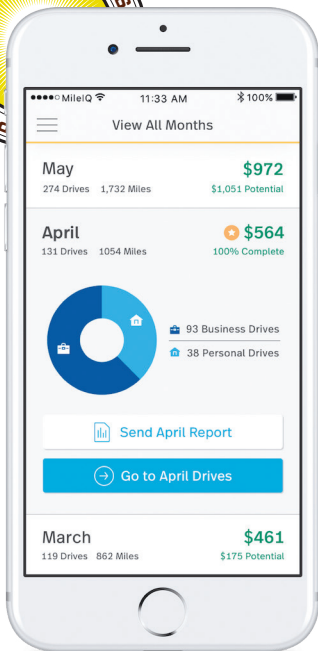 MileIQ 11:33 AM 100%
View All Months
May $972
274 Drives 1,732 Miles $1,051 Potential
April $564
131 Drives 1054 Miles 100% Complete
93 Business Drives
38 Personal Drives
Send April Report
Go to April Drives
March $461
119 Drives 862 Miles $175 Potential